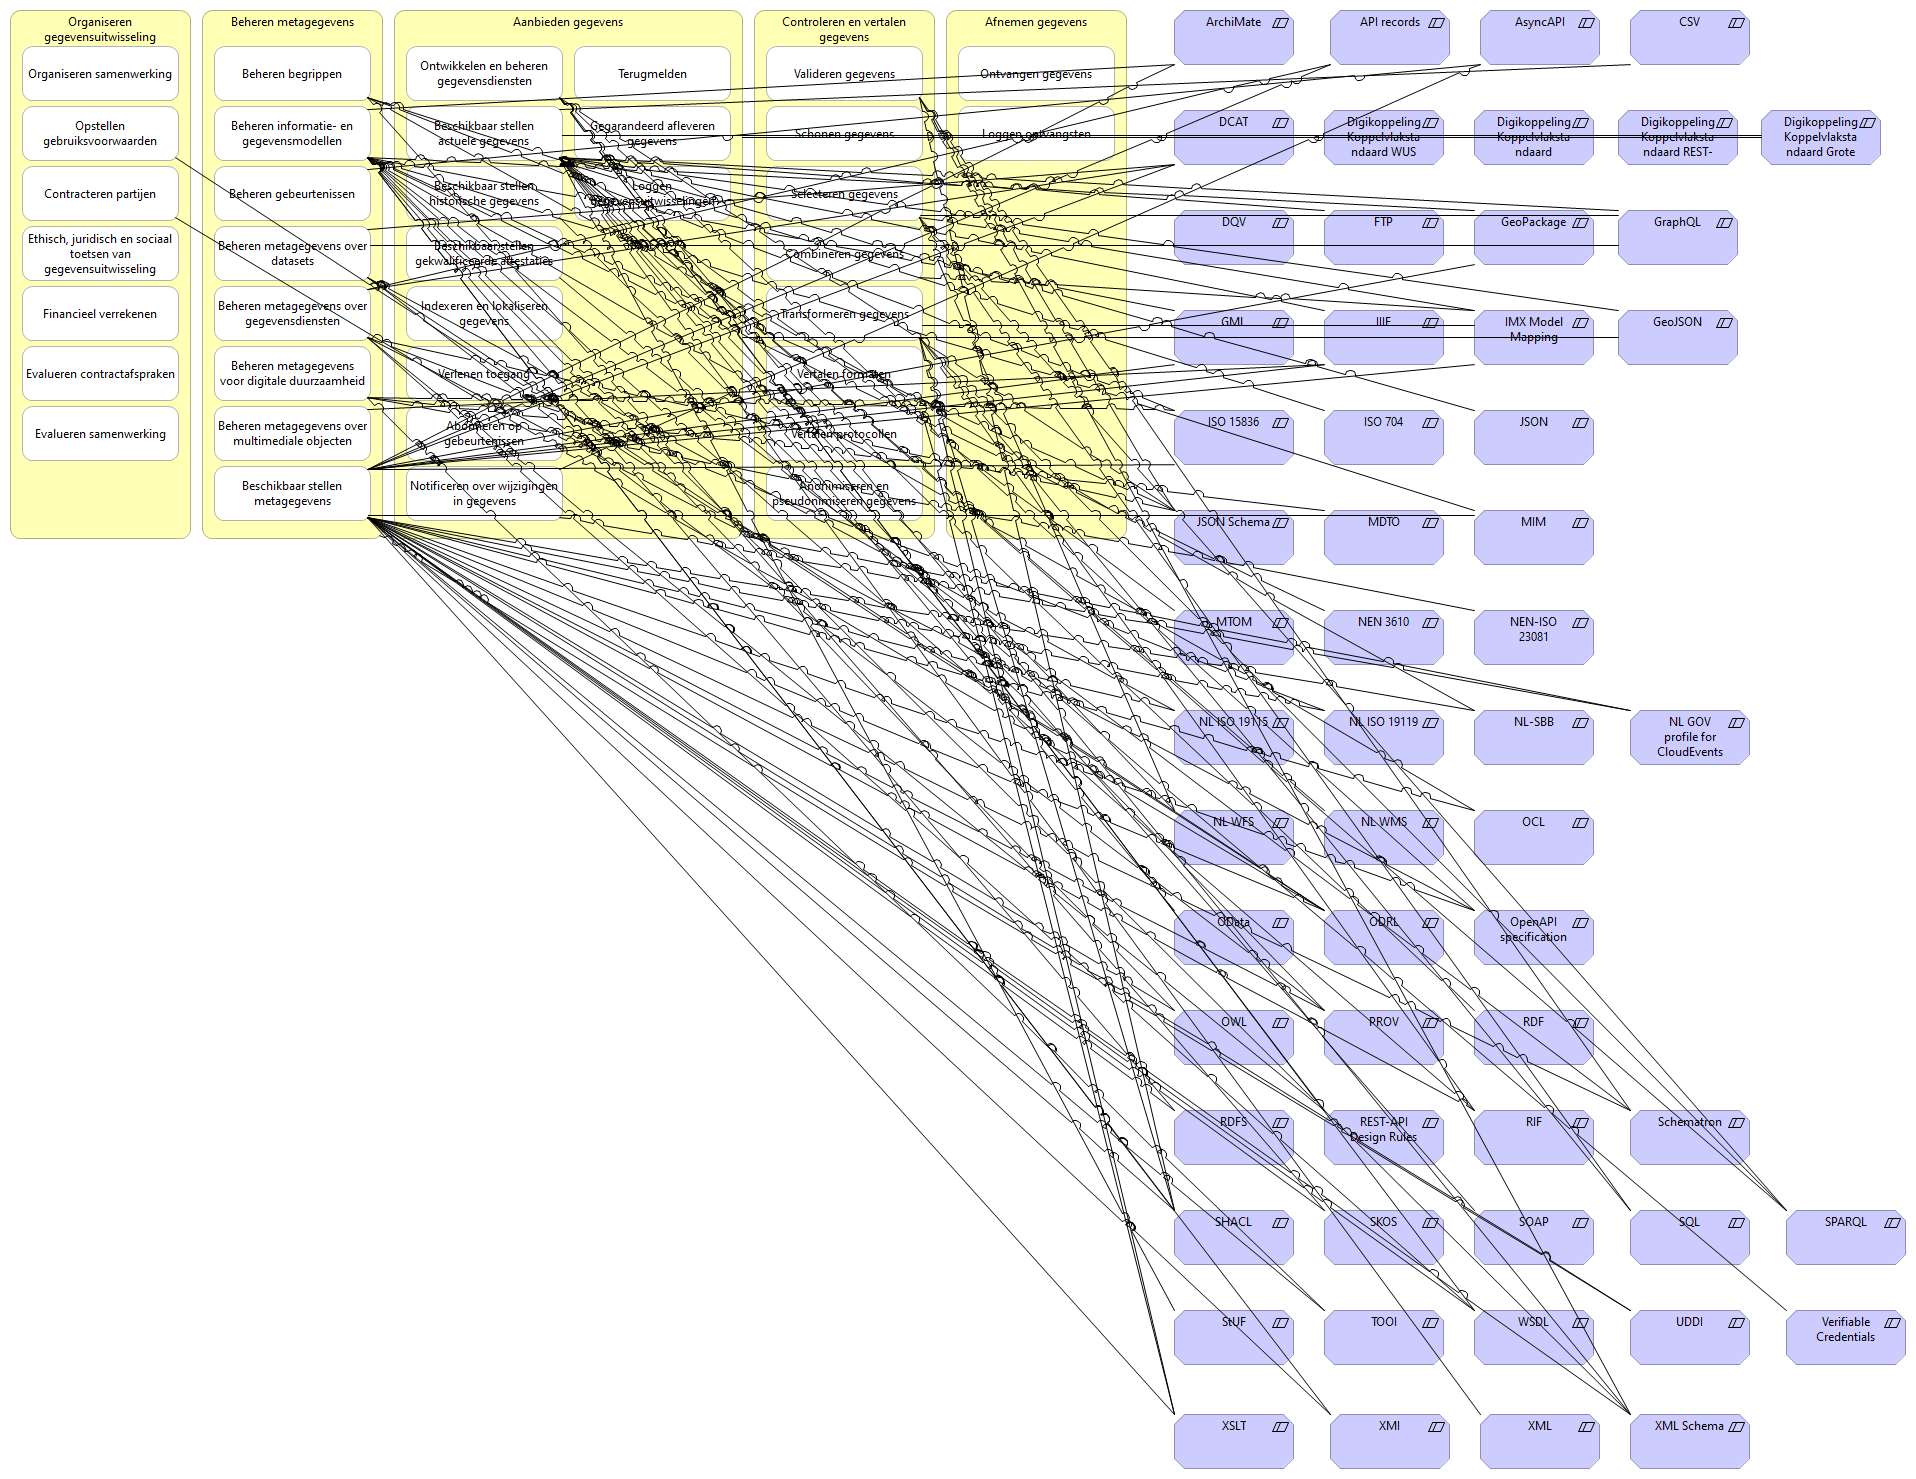 Organiseren
gegevensuitwisseling
Organiseren samenwerking
Opstellen
gebruiksvoorwaarden
Contracteren partijen
Ethisch, juridisch en sociaal
toetsen van
gegevensuitwisseling
Financieel verrekenen
Evalueren contractafspraken
Evalueren samenwerking
Beheren metagegevens
Beheren begrippen
Beheren informatie- en
gegevensmodellen
Beheren gebeurtenissen
Beheren metagegevens over
datasets
Beheren metagegevens over
gegevensdiensten
Beheren metagegevens
voor digitale duurzaamheid
Beheren metagegevens over
multimediale objecten
Beschikbaar stellen
metagegevens
Aanbieden gegevens
Ontwikkelen en beheren
gegevensdiensten
Beschikbaar stellen
actuele gegevens
Beschikbaar stellen
historische gegevens
Beschikbaar stellen
gekwalificeerde attestaties
Indexeren en lokaliseren
gegevens
Verlenen toegang
Abonneren op
gebeurtenissen
Notificeren over wijzigingen
in gegevens
Terugmelden
Gegarandeerd afleveren
gegevens
Loggen
gegevensuitwisselingen
Controleren en vertalen
gegevens
Valideren gegevens
Schonen gegevens
Selecteren gegevens
Combineren gegevens
Transformeren gegevens
Vertalen formaten
Vertalen protocollen
Anonimiseren en
pseudonimiseren gegevens
Afnemen gegevens
Ontvangen gegevens
Loggen ontvangsten
ArchiMate
API records
AsyncAPI
CSV
DCAT
Digikoppeling
Koppelvlaksta
ndaard WUS
Digikoppeling
Koppelvlaksta
ndaard
Digikoppeling
Koppelvlaksta
ndaard REST-
Digikoppeling
Koppelvlaksta
ndaard Grote
DQV
FTP
GeoPackage
GraphQL
GML
IIIF
IMX Model
Mapping
GeoJSON
ISO 15836
ISO 704
JSON
JSON Schema
MDTO
MIM
MTOM
NEN 3610
NEN-ISO
23081
NL ISO 19115
NL ISO 19119
NL-SBB
NL GOV
profile for
CloudEvents
NL WFS
NL WMS
OCL
OData
ODRL
OpenAPI
specification
OWL
PROV
RDF
RDFS
REST-API
Design Rules
RIF
Schematron
SHACL
SKOS
SOAP
SQL
SPARQL
StUF
TOOI
WSDL
UDDI
Verifiable
Credentials
XSLT
XMI
XML
XML Schema